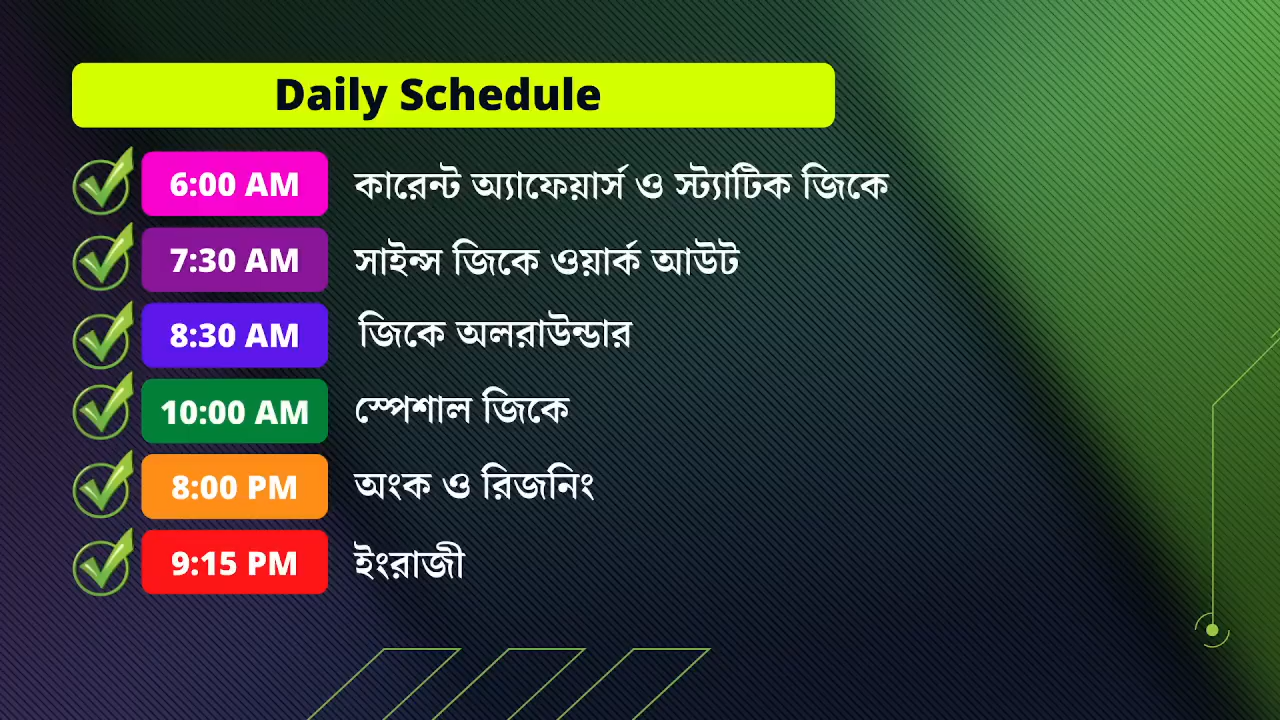 Daily Schedule
6:00 AM কারেন্ট অ্যাফেয়ার্স ও স্ট্যাটিক জিকে
7:30 AM সাইন্স জিকে ওয়ার্ক আউট
8:30 AM জিকে অলরাউন্ডার
10:00 AM স্পেশাল জিকে
8:00 PM অংক ও রিজনিং
9:15 PM ইংরাজী